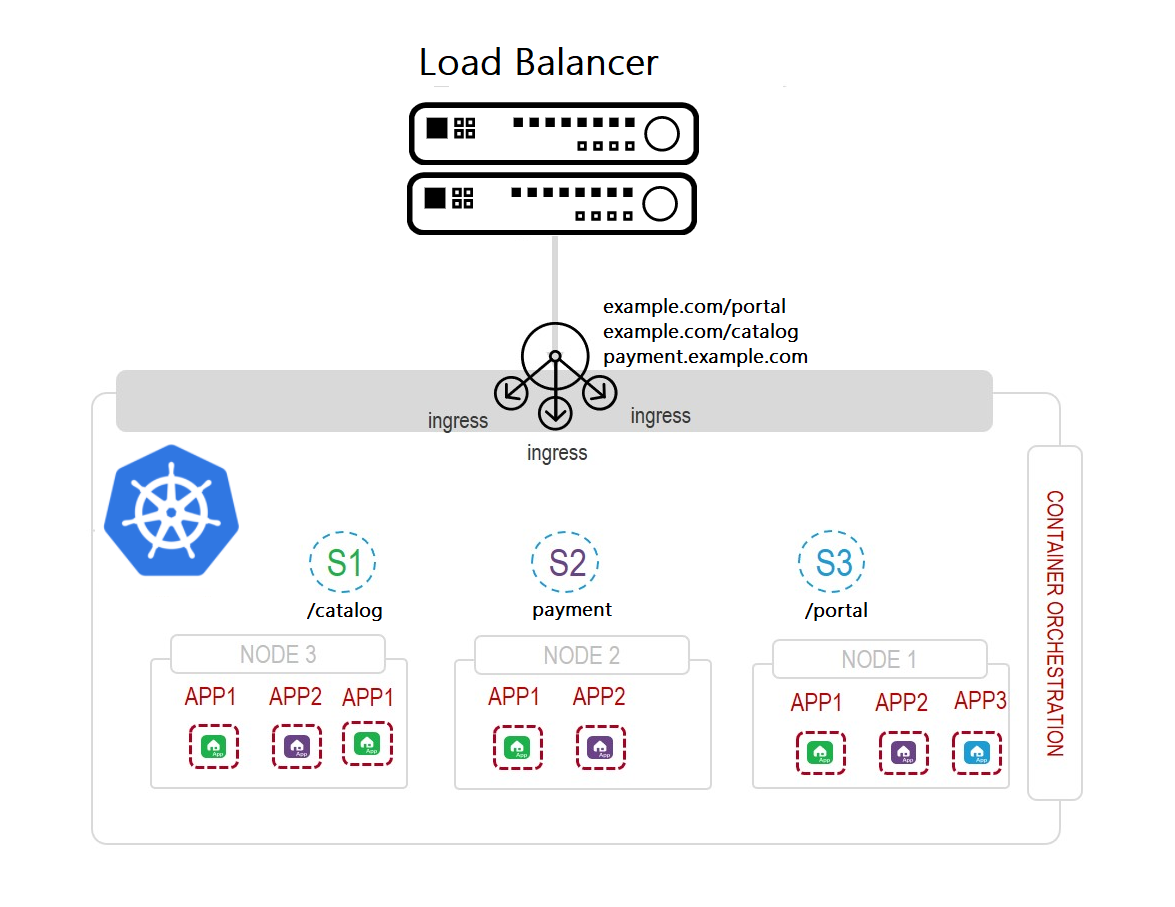 Load Balancer
example.com/portal
example.com/catalog
payment.example.com
ingress
ingress
ingress
CONTAINER ORCHESTRATION
S1
/catalog
S2
payment
S3
/portal
NODE 3
APP1 APP2 APP1
App App App
NODE 2
APP1 APP2
App App
NODE 1
APP1 APP2 APP3
App App App